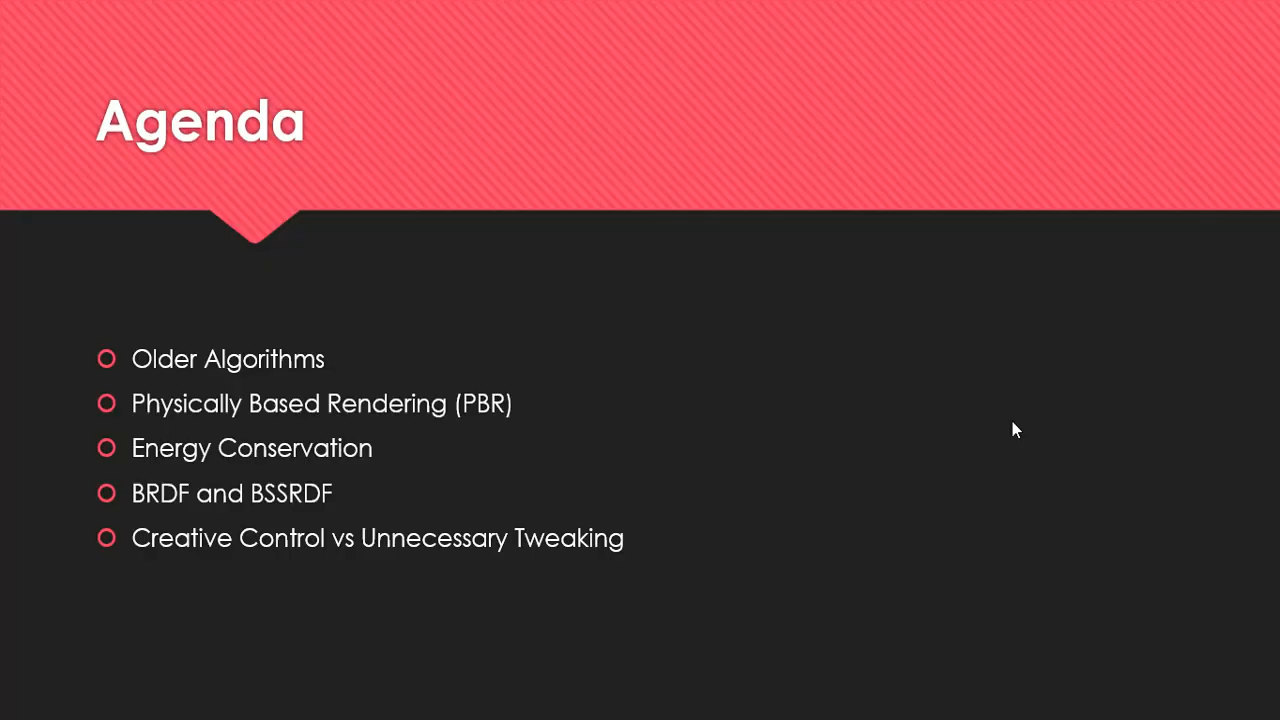 Agenda
Older Algorithms
Physically Based Rendering (PBR)
Energy Conservation
BRDF and BSSRDF
Creative Control vs Unnecessary Tweaking